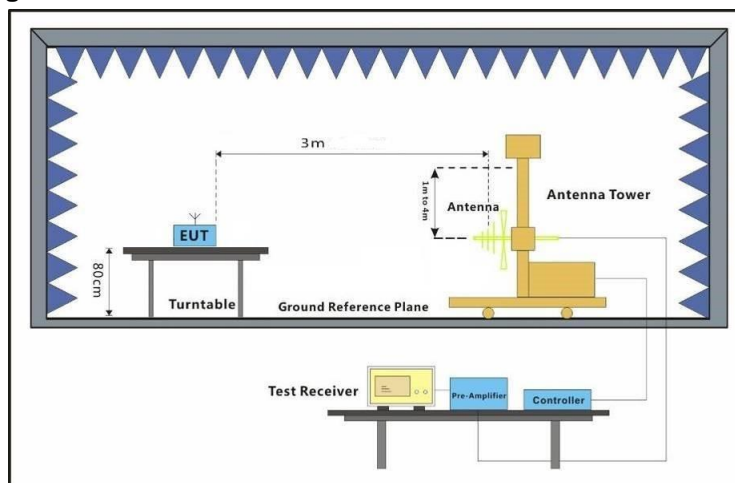 3m
1m to 4m
Antenna
Antenna Tower
EUT
80cm
Turntable
Ground Reference Plane
Test Receiver
Pre-Amplifier
Controller